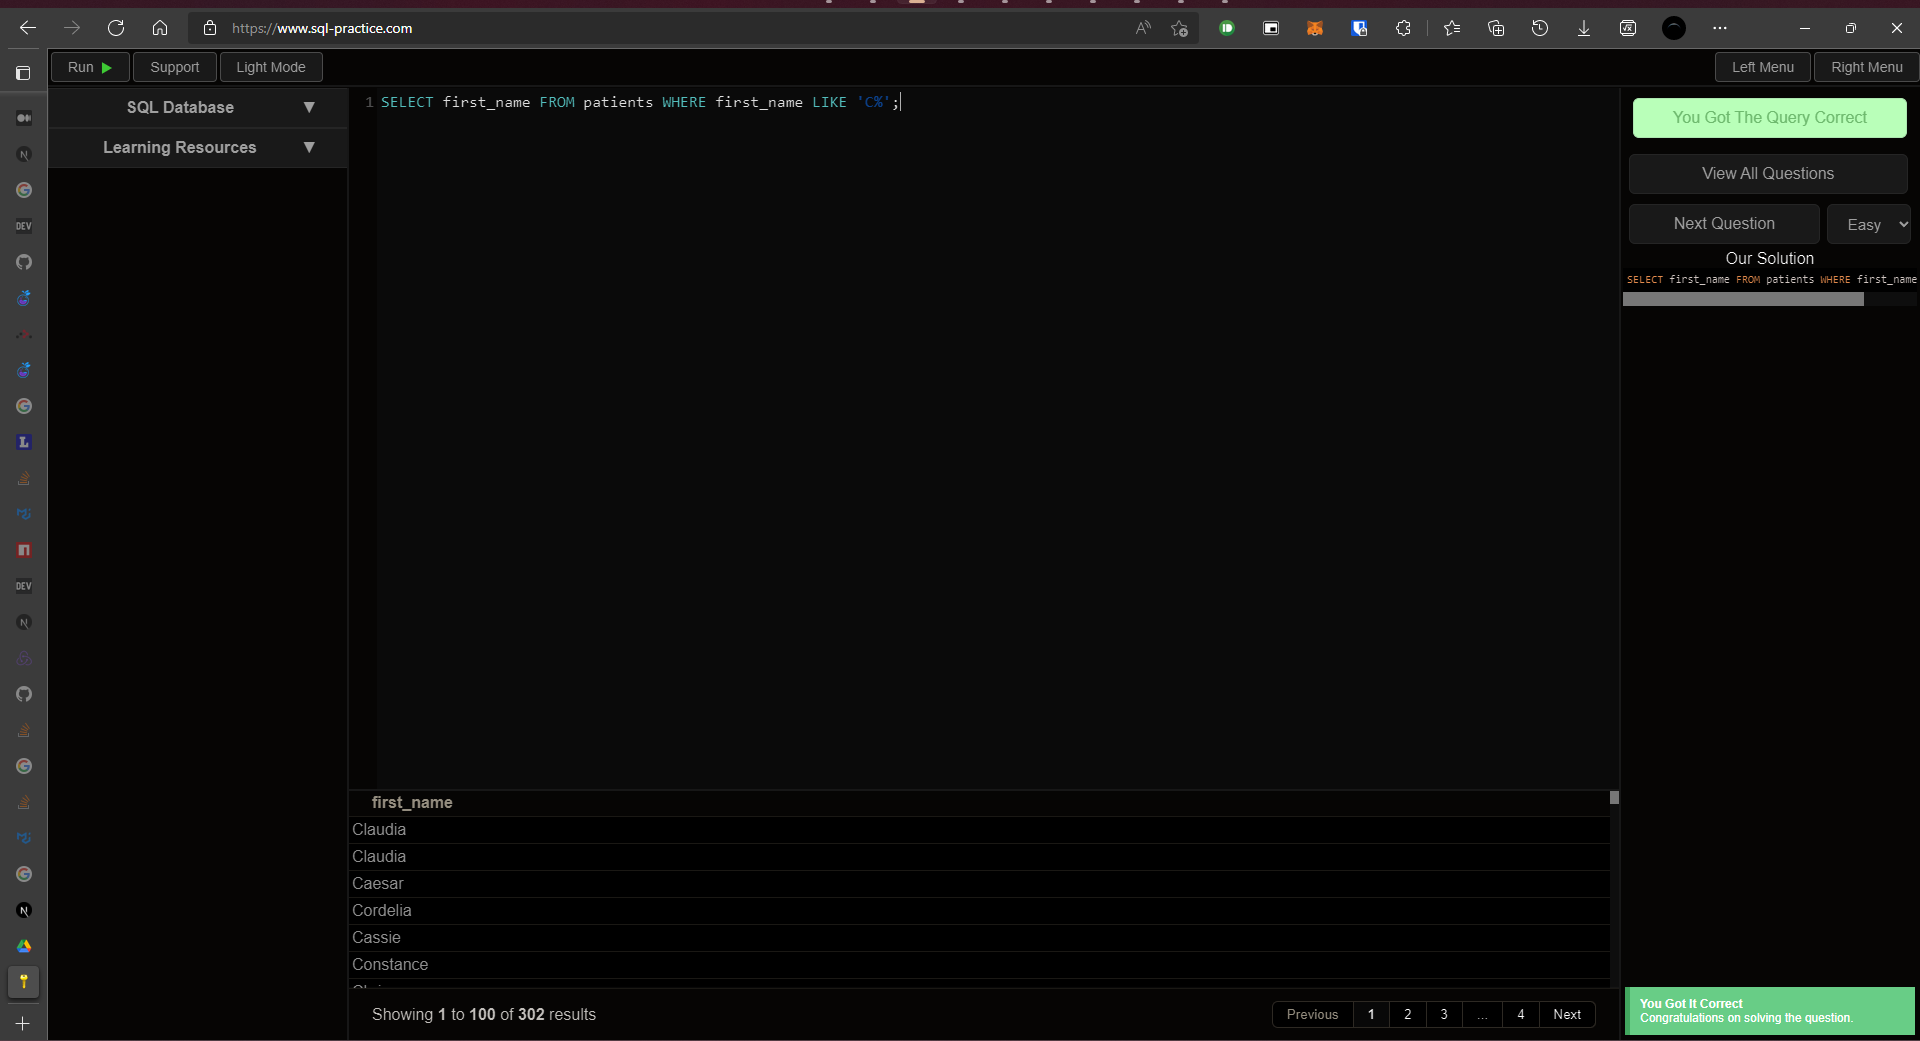 https://www.sql-practice.com
Run
Support
Light Mode
Left Menu
Right Menu
SQL Database
Learning Resources
1 SELECT first_name FROM patients WHERE first_name LIKE 'C%';
You Got The Query Correct
View All Questions
Next Question
Easy
Our Solution
SELECT first_name FROM patients WHERE first_name
DEV
DEV
first_name
Claudia
Claudia
Caesar
Cordelia
Cassie
Constance
Showing 1 to 100 of 302 results
Previous 1 2 3 ... 4 Next
You Got It Correct
Congratulations on solving the question.